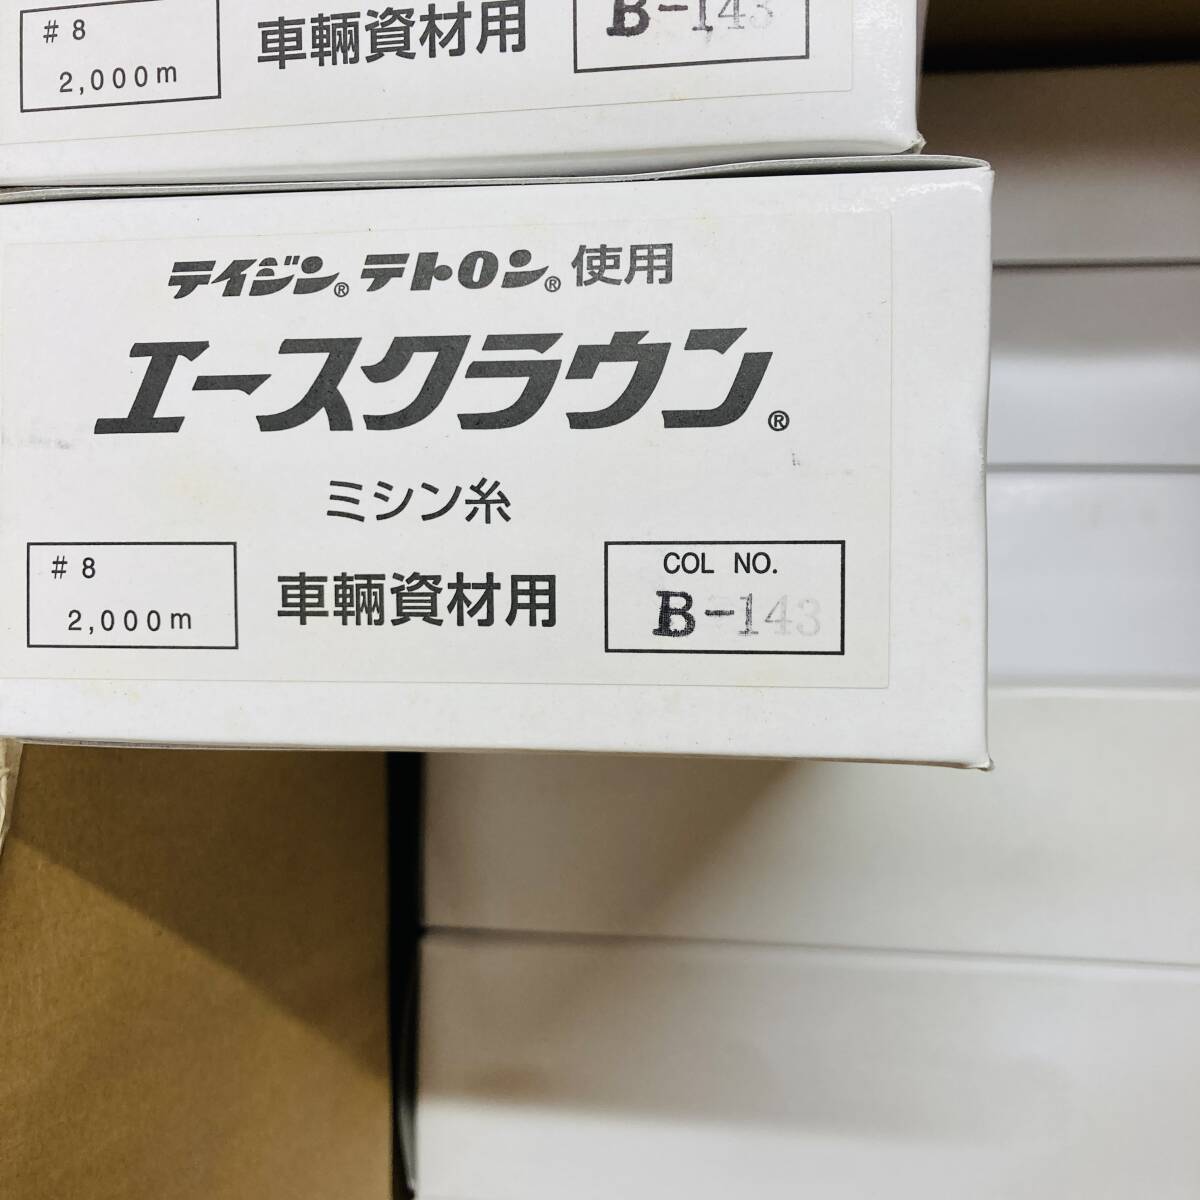 #8
2,000m
車輛資材用
B-143
テイジン®テトロン®使用
エースクラウン®
ミシン糸
#8
2,000m
車輛資材用
COL NO.
B-143